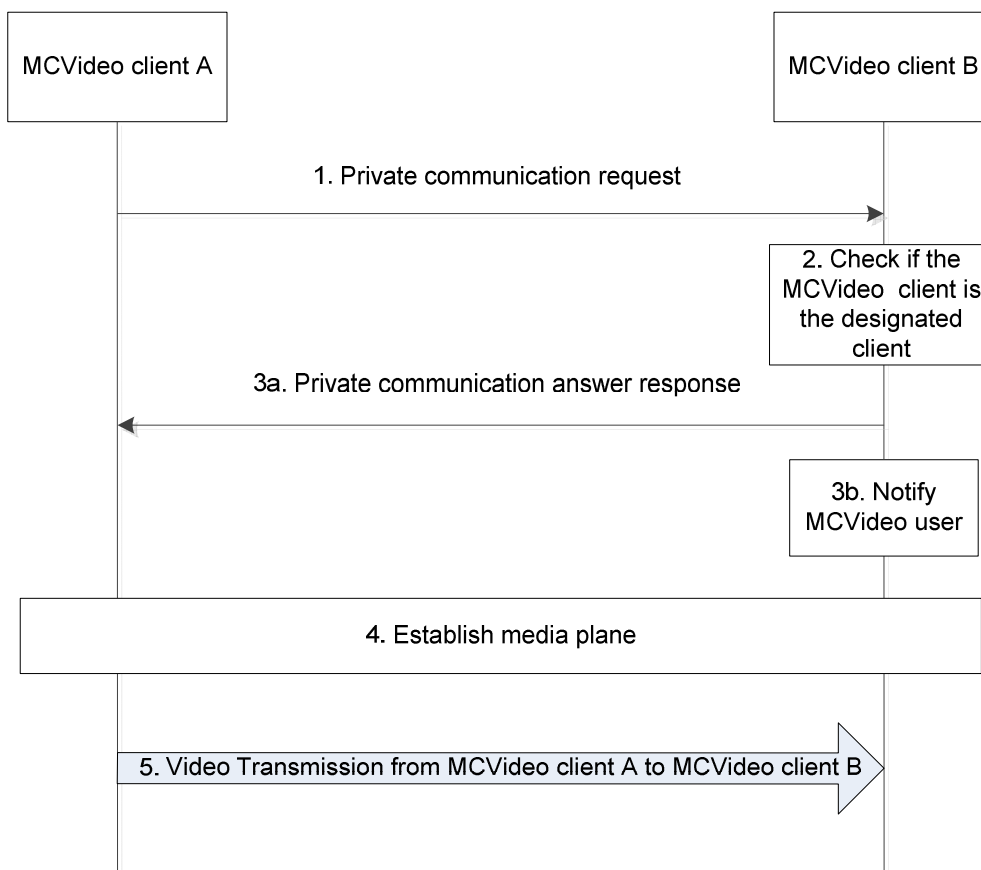 MCVideo client A
MCVideo client B
1. Private communication request
2. Check if the
MCVideo client is
the designated
client
3a. Private communication answer response
3b. Notify
MCVideo user
4. Establish media plane
5. Video Transmission from MCVideo client A to MCVideo client B